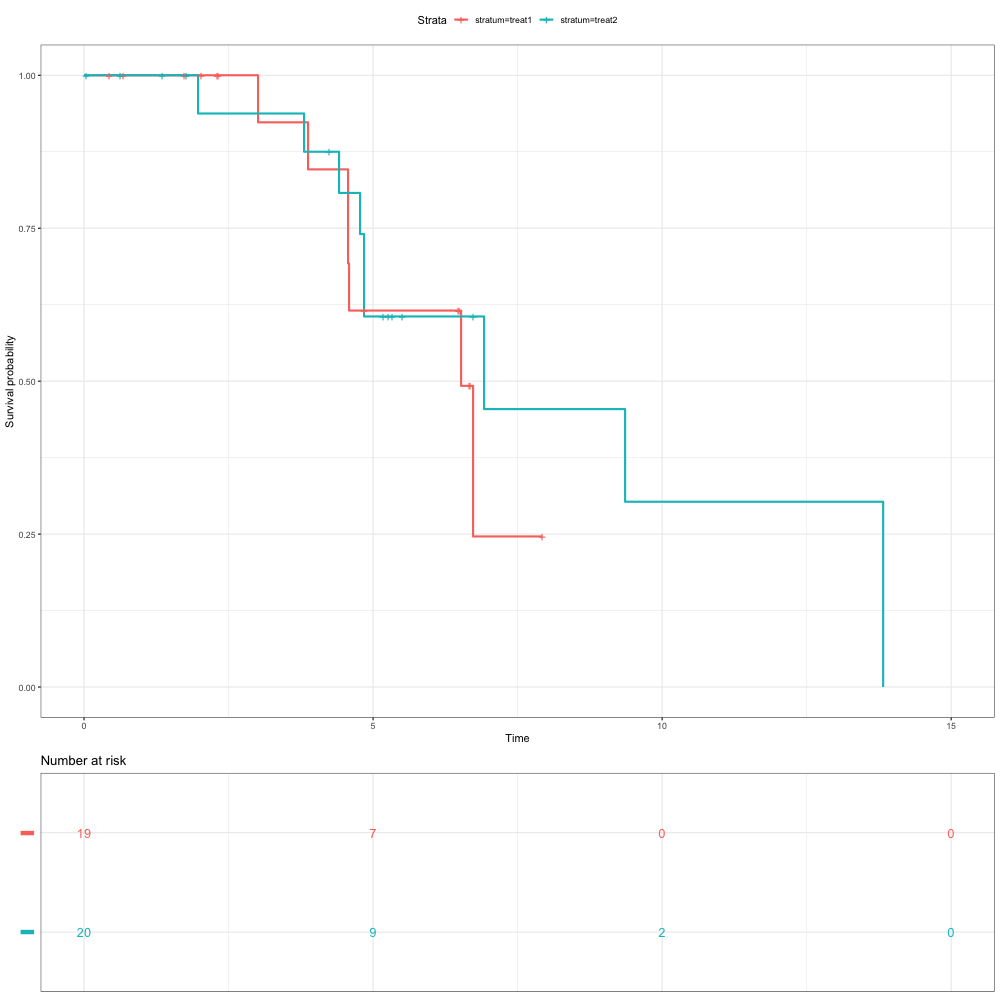 Strata stratum=treat1 stratum=treat2
1.00
0.75
0.50
0.25
0.00
Survival probability
0 5 10 15
Time
Number at risk
19 7 0 0
20 9 2 0